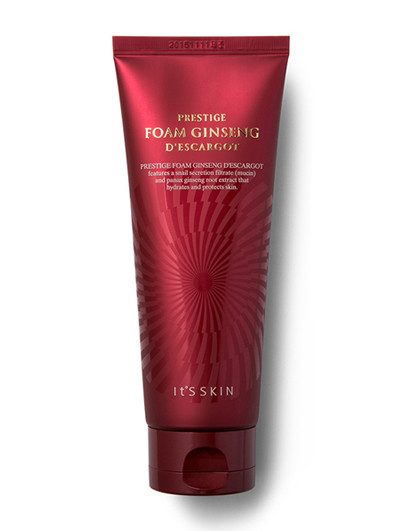 PRESTIGE
FOAM GINSENG
D'ESCARGOT
PRESTIGE FOAM GINSENG D'ESCARGOT
features a snail secretion filtrate (mucin)
and panax ginseng root extract that
hydrates and protects skin.
It'S SKIN